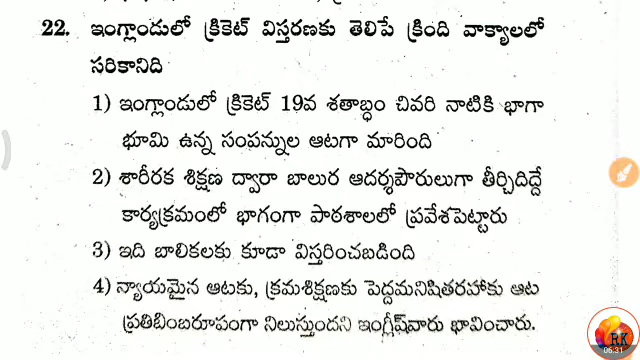 22. ఇంగ్లాండులో క్రికెట్ విస్తరణకు తెలిపే క్రింది వాక్యాలలో
సరికానిది
1) ఇంగ్లాండులో క్రికెట్ 19వ శతాబ్ధం చివరి నాటికి భాగా
భూమి ఉన్న సంపన్నుల ఆటగా మారింది
2) శారీరక శిక్షణ ద్వారా బాలుర ఆదర్శపౌరులుగా తీర్చిదిద్దే
కార్యక్రమంలో భాగంగా పాఠశాలలో ప్రవేశపెట్టారు
3) ఇది బాలికలకు కూడా విస్తరించబడింది
4) న్యాయమైన ఆటకు, క్రమశిక్షణకు పెద్దమనిషితరహాకు ఆట
ప్రతిబింబరూపంగా నిలుస్తుందని ఇంగ్లీష్‌వారు భావించారు.
RK
06:31